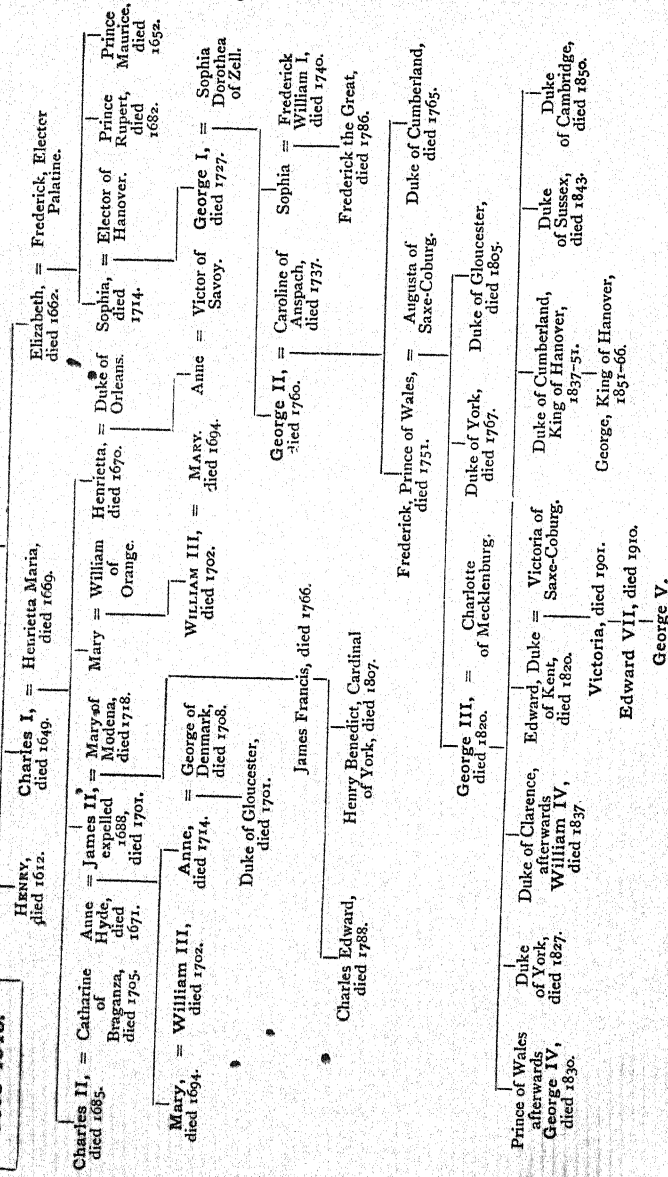 HENRY,
died 1612.
Charles I,
died 1649.
=
Henrietta Maria,
died 1669.
Elizabeth,
died 1662.
=
Frederick, Elector
Palatine.
Charles II,
died 1685.
=
Catharine
of
Braganza,
died 1705.
Anne
Hyde,
died
1671.
=
James II,
expelled
1688,
died 1701.
=
Mary of
Modena,
died 1718.
Mary
=
William
of
Orange.
Henrietta,
died 1670.
=
Duke of
Orleans.
Sophia,
died
1714.
=
Elector of
Hanover.
Prince
Rupert,
died
1682.
Prince
Maurice,
died
1652.
Mary,
died 1694.
=
William III,
died 1702.
Anne,
died 1714.
=
George of
Denmark,
died 1708.
Duke of Gloucester,
died 1701.
WILLIAM III,
died 1702.
=
MARY.
died 1694.
Anne
=
Victor of
Savoy.
George I,
died 1727.
=
Sophia
Dorothea
of Zell.
James Francis, died 1766.
George II,
died 1760.
=
Caroline of
Anspach,
died 1737.
Sophia
=
Frederick
William I,
died 1740.
Frederick the Great,
died 1786.
Charles Edward,
died 1788.
Henry Benedict, Cardinal
of York, died 1807.
Frederick, Prince of Wales,
died 1751.
=
Augusta of
Saxe-Coburg.
Duke of Cumberland,
died 1765.
George III,
died 1820.
=
Charlotte
of Mecklenburg.
Duke of York,
died 1767.
Duke of Gloucester,
died 1805.
Prince of Wales
afterwards
George IV,
died 1830.
Duke
of York,
died 1827.
Duke of Clarence,
afterwards
William IV,
died 1837
Edward, Duke
of Kent,
died 1820.
=
Victoria of
Saxe-Coburg.
Duke of Cumberland,
King of Hanover,
1837-51.
Duke
of Sussex,
died 1843.
Duke
of Cambridge,
died 1850.
Victoria, died 1901.
George, King of Hanover,
1851-66.
Edward VII, died 1910.
George V.